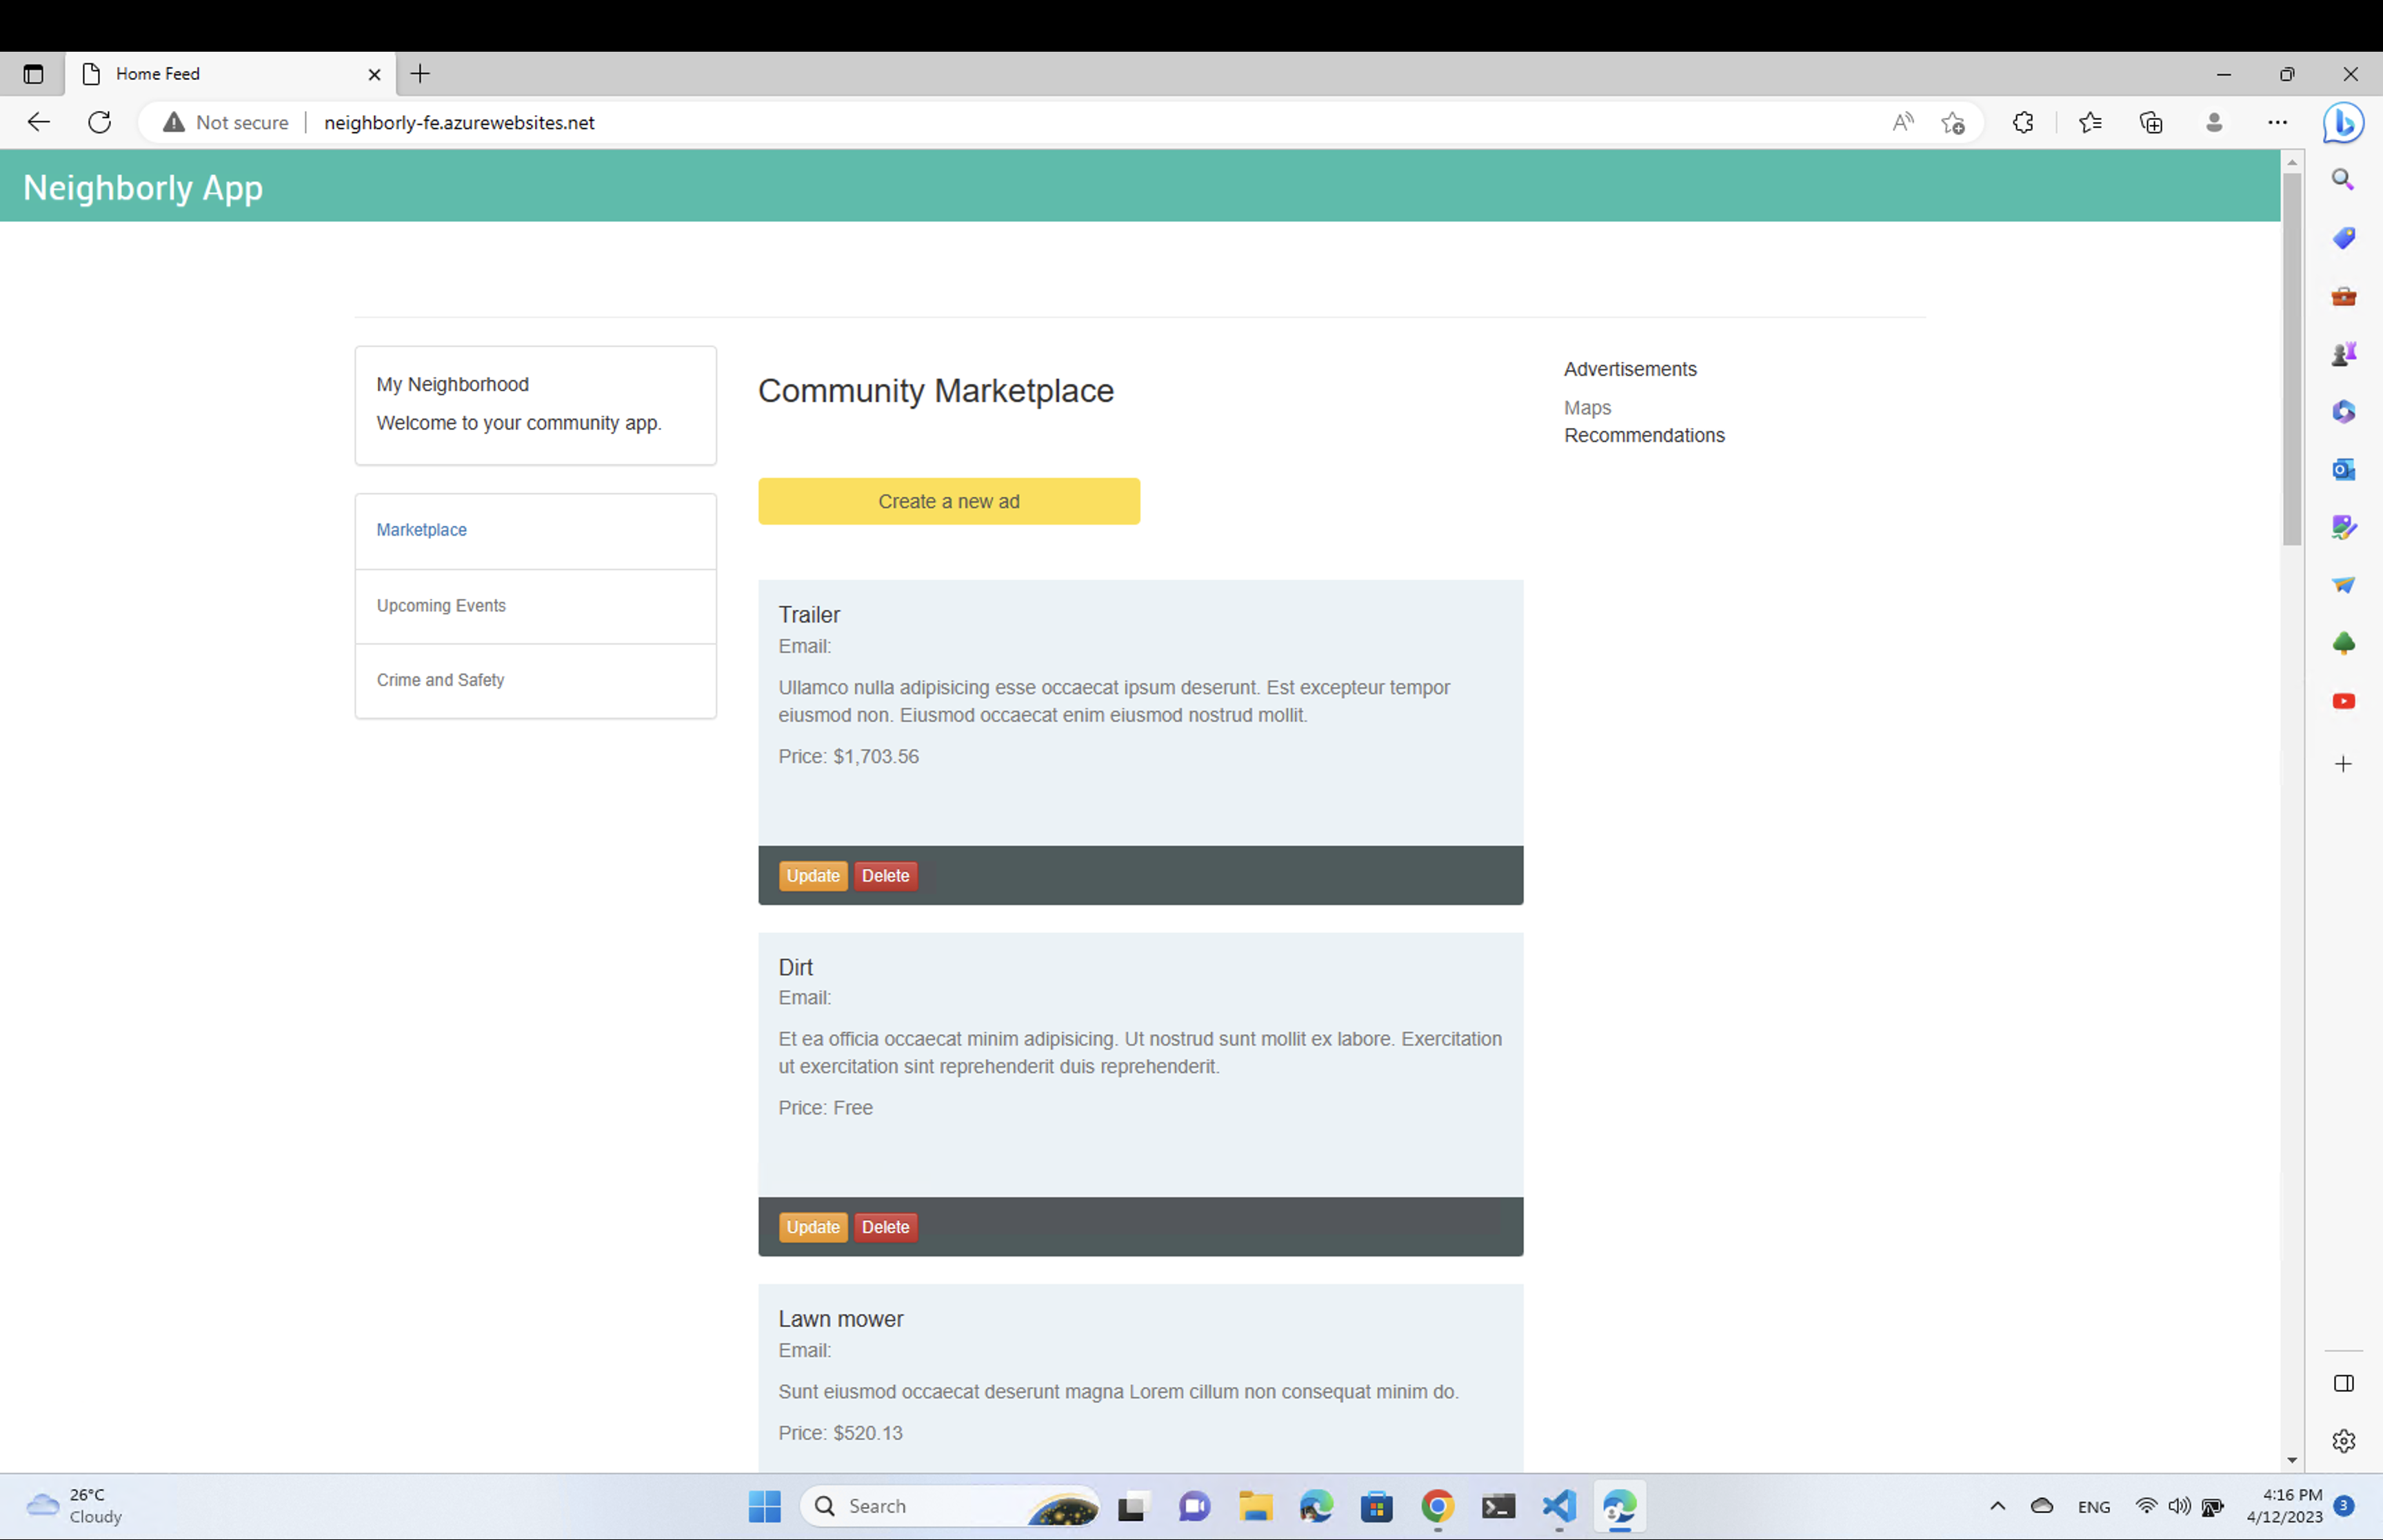 Home Feed
Not secure
neighborly-fe.azurewebsites.net
Neighborly App
My Neighborhood
Welcome to your community app.
Marketplace
Upcoming Events
Crime and Safety
Community Marketplace
Create a new ad
Trailer
Email:
Ullamco nulla adipisicing esse occaecat ipsum deserunt. Est excepteur tempor
eiusmod non. Eiusmod occaecat enim eiusmod nostrud mollit.
Price: $1,703.56
Update Delete
Dirt
Email:
Et ea officia occaecat minim adipisicing. Ut nostrud sunt mollit ex labore. Exercitation
ut exercitation sint reprehenderit duis reprehenderit.
Price: Free
Update Delete
Lawn mower
Email:
Sunt eiusmod occaecat deserunt magna Lorem cillum non consequat minim do.
Price: $520.13
Advertisements
Maps
Recommendations
26°C
Cloudy
Search
ENG
4:16 PM
4/12/2023
3